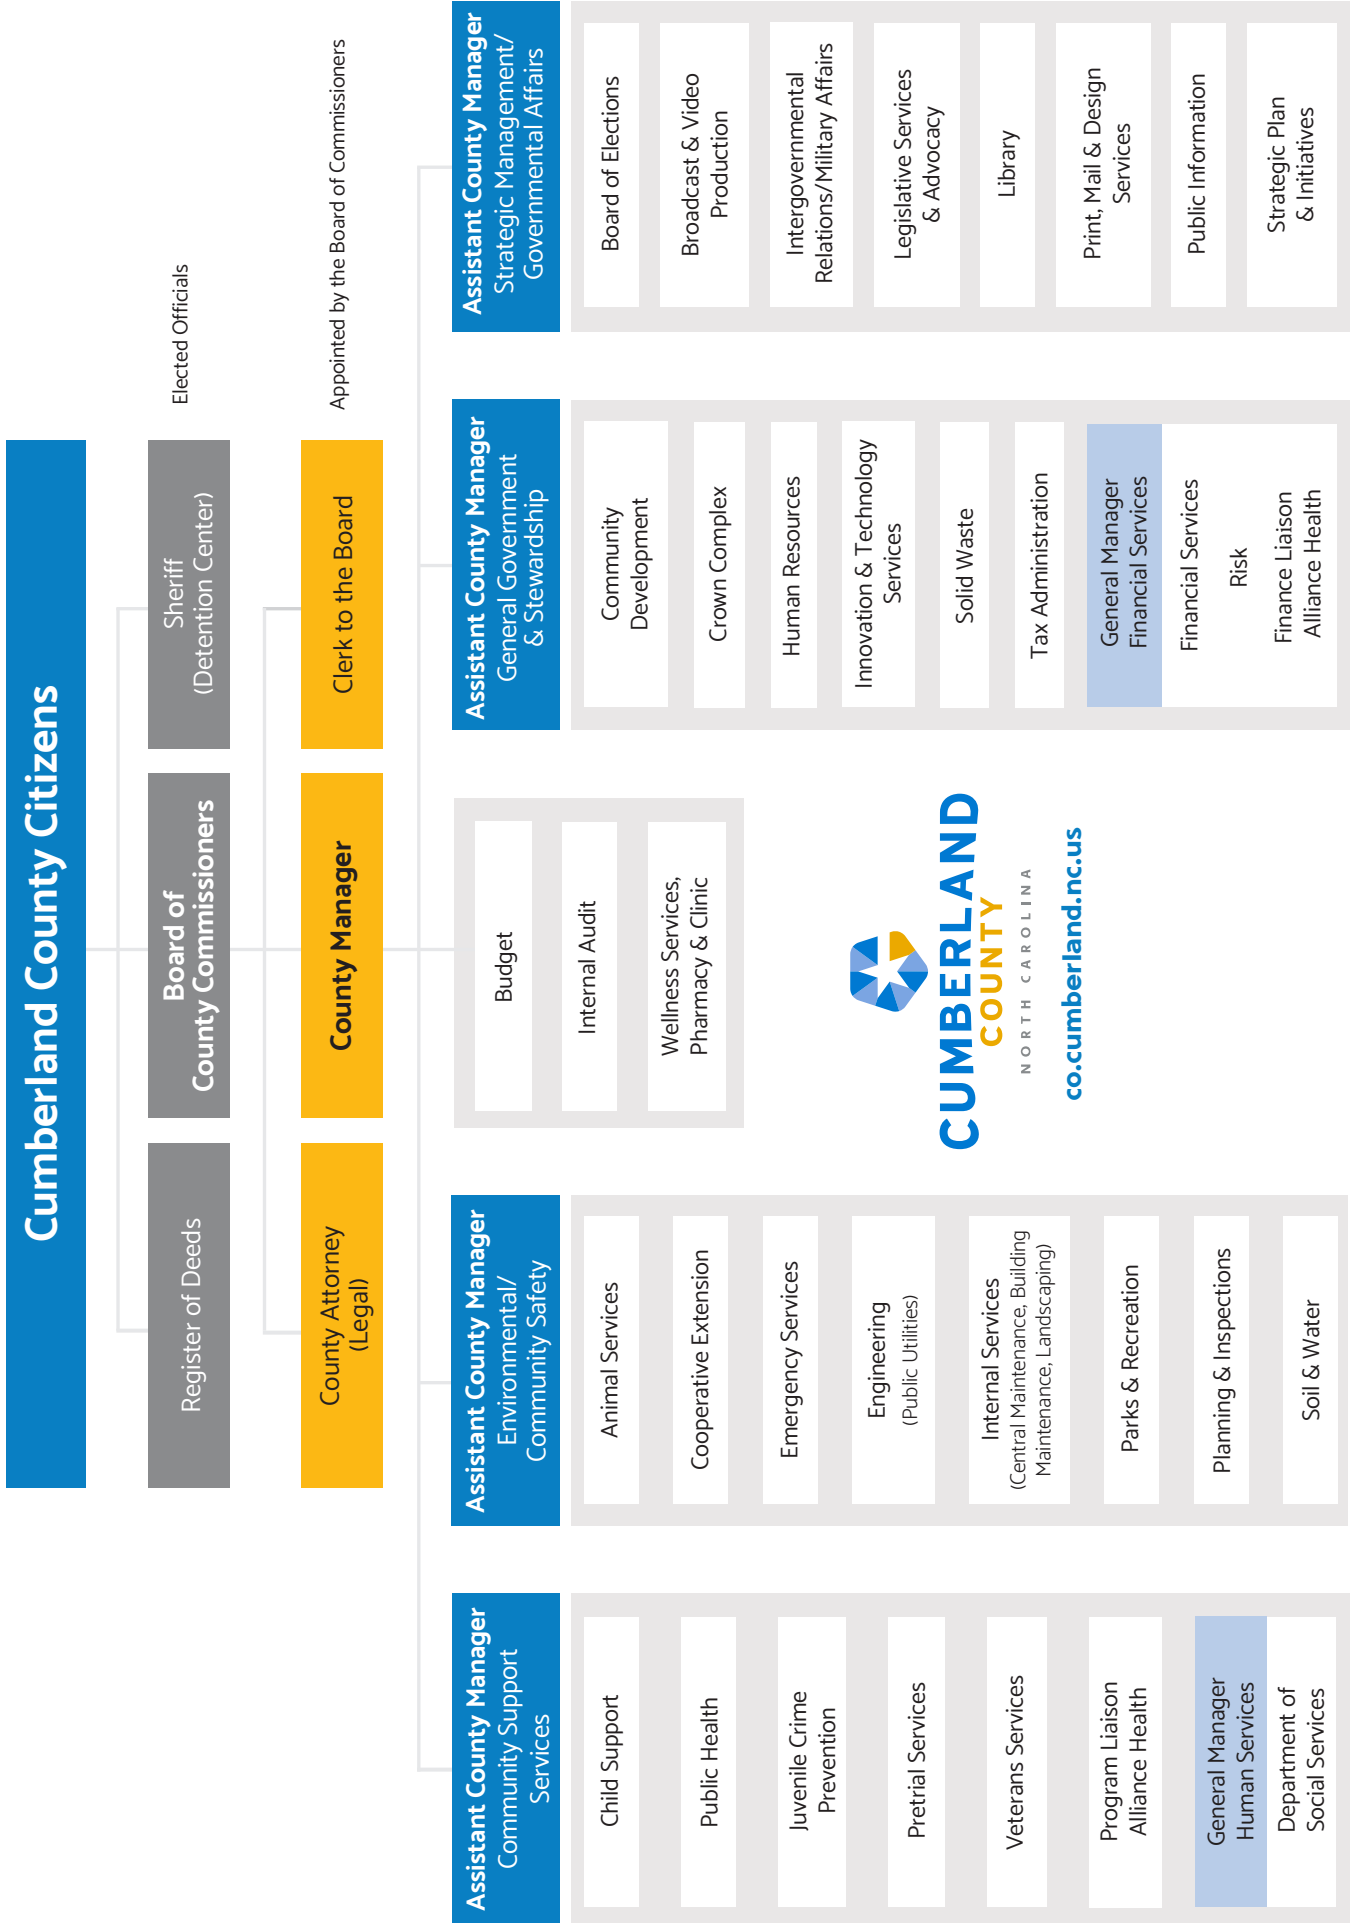 Cumberland County Citizens
Elected Officials
Register of Deeds
Board of
County Commissioners
Sheriff
(Detention Center)
Appointed by the Board of Commissioners
County Attorney
(Legal)
County Manager
Clerk to the Board
Assistant County Manager
Community Support
Services
Child Support
Public Health
Juvenile Crime
Prevention
Pretrial Services
Veterans Services
Program Liaison
Alliance Health
General Manager
Human Services
Department of
Social Services
Assistant County Manager
Environmental/
Community Safety
Animal Services
Cooperative Extension
Emergency Services
Engineering
(Public Utilities)
Internal Services
(Central Maintenance, Building
Maintenance, Landscaping)
Parks & Recreation
Planning & Inspections
Soil & Water
Budget
Internal Audit
Wellness Services,
Pharmacy & Clinic
CUMBERLAND
COUNTY
NORTH CAROLINA
co.cumberland.nc.us
Assistant County Manager
General Government
& Stewardship
Community
Development
Crown Complex
Human Resources
Innovation & Technology
Services
Solid Waste
Tax Administration
General Manager
Financial Services
Financial Services
Risk
Finance Liaison
Alliance Health
Assistant County Manager
Strategic Management/
Governmental Affairs
Board of Elections
Broadcast & Video
Production
Intergovernmental
Relations/Military Affairs
Legislative Services
& Advocacy
Library
Print, Mail & Design
Services
Public Information
Strategic Plan
& Initiatives